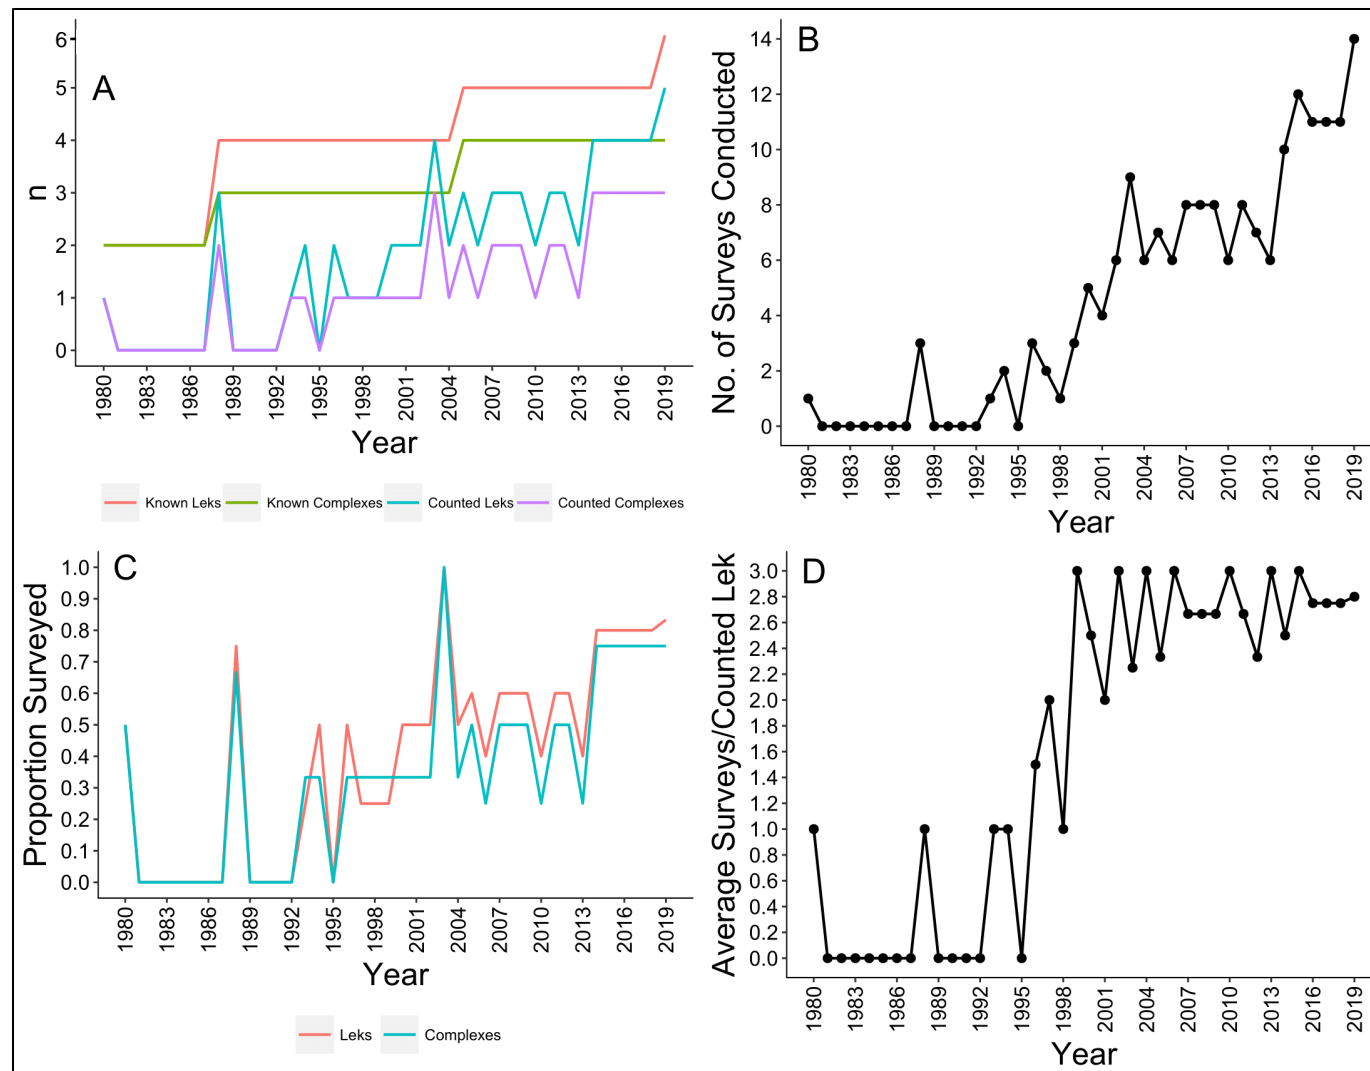 A
n
6
5
4
3
2
1
0
1980 1983 1986 1989 1992 1995 1998 2001 2004 2007 2010 2013 2016 2019
Year
Known Leks Known Complexes Counted Leks Counted Complexes
B
No. of Surveys Conducted
14
12
10
8
6
4
2
0
1980 1983 1986 1989 1992 1995 1998 2001 2004 2007 2010 2013 2016 2019
Year
C
Proportion Surveyed
1.0
0.9
0.8
0.7
0.6
0.5
0.4
0.3
0.2
0.1
0.0
1980 1983 1986 1989 1992 1995 1998 2001 2004 2007 2010 2013 2016 2019
Year
Leks Complexes
D
Average Surveys/Counted Lek
3.0
2.8
2.6
2.4
2.2
2.0
1.8
1.6
1.4
1.2
1.0
0.8
0.6
0.4
0.2
0.0
1980 1983 1986 1989 1992 1995 1998 2001 2004 2007 2010 2013 2016 2019
Year